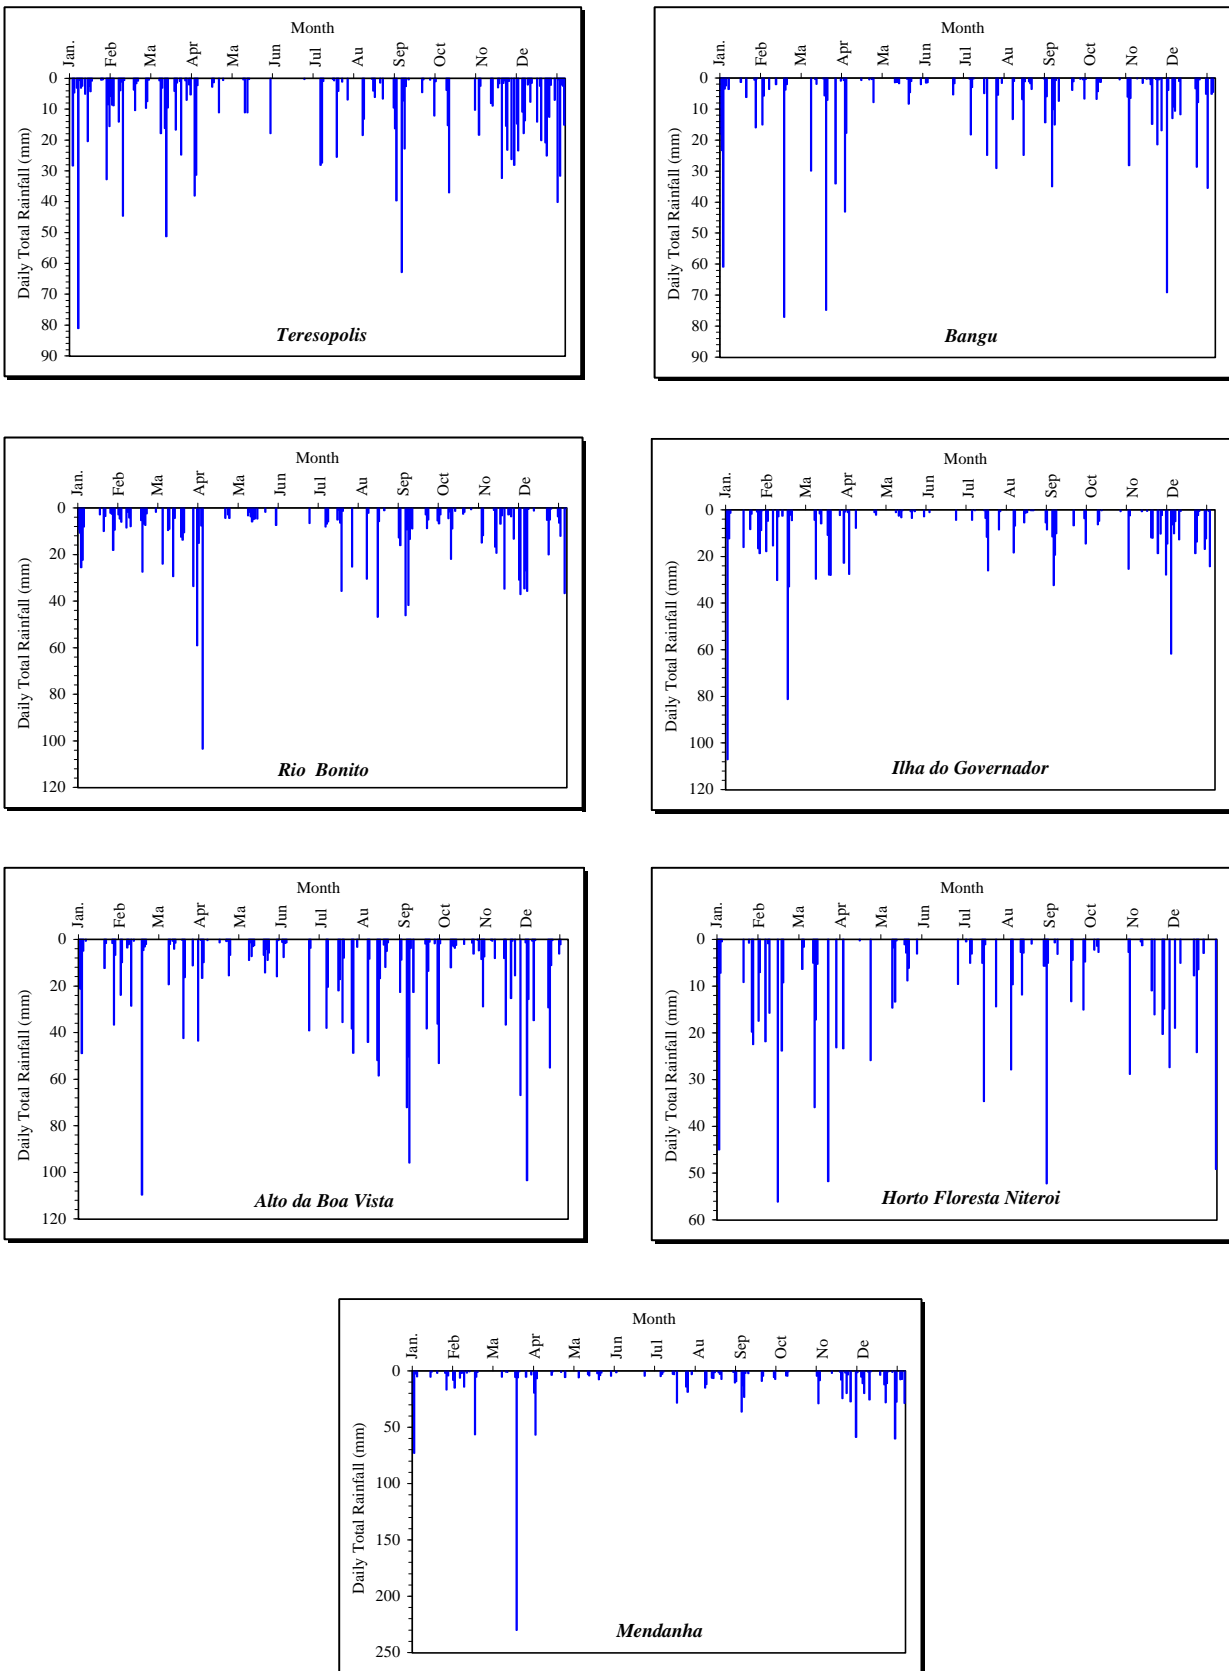 Month
Jan. Feb Ma Apr Ma Jun Jul Au Sep Oct No De
0
10
20
30
40
50
60
70
80
90
Daily Total Rainfall (mm)
Teresopolis
Month
Jan. Feb Ma Apr Ma Jun Jul Au Sep Oct No De
0
10
20
30
40
50
60
70
80
90
Daily Total Rainfall (mm)
Bangu
Month
Jan. Feb Ma Apr Ma Jun Jul Au Sep Oct No De
0
20
40
60
80
100
120
Daily Total Rainfall (mm)
Rio Bonito
Month
Jan. Feb Ma Apr Ma Jun Jul Au Sep Oct No De
0
20
40
60
80
100
120
Daily Total Rainfall (mm)
Ilha do Governador
Month
Jan. Feb Ma Apr Ma Jun Jul Au Sep Oct No De
0
20
40
60
80
100
120
Daily Total Rainfall (mm)
Alto da Boa Vista
Month
Jan. Feb Ma Apr Ma Jun Jul Au Sep Oct No De
0
10
20
30
40
50
60
Daily Total Rainfall (mm)
Horto Floresta Niteroi
Month
Jan. Feb Ma Apr Ma Jun Jul Au Sep Oct No De
0
50
100
150
200
250
Daily Total Rainfall (mm)
Mendanha